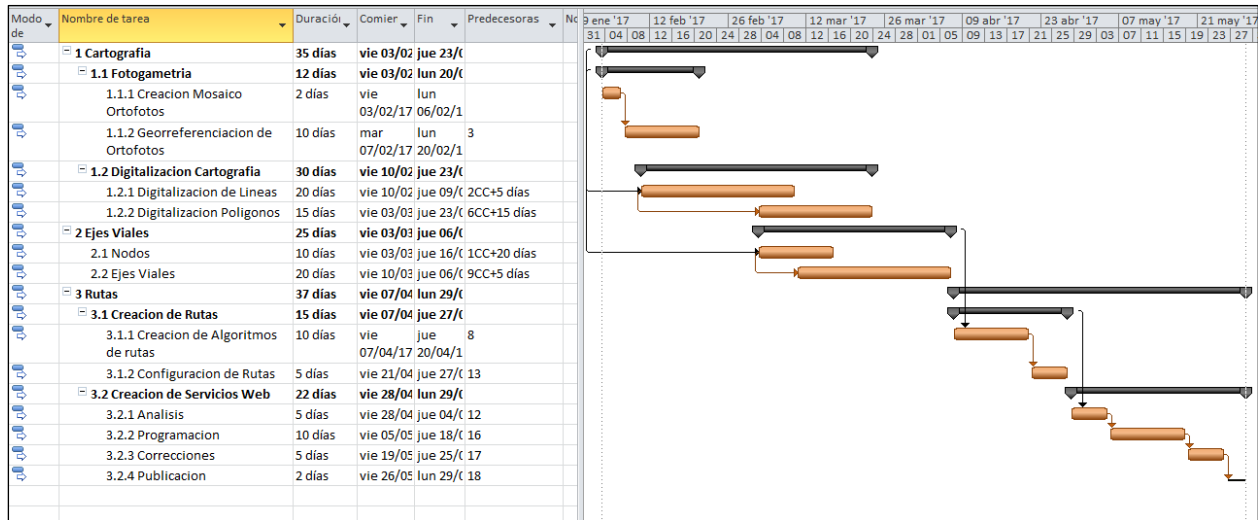 Modo de Nombre de tarea Duración Comier Fin Predecesoras No
9 ene '17 12 feb '17 26 feb '17 12 mar '17 26 mar '17 09 abr '17 23 abr '17 07 may '17 21 may '17
31 04 08 12 16 20 24 28 04 08 12 16 20 24 28 01 05 09 13 17 21 25 29 03 07 11 15 19 23 27
1 Cartografia 35 días vie 03/02 jue 23/0
1.1 Fotogametria 12 días vie 03/02 lun 20/0
1.1.1 Creacion Mosaico 2 días vie lun
Ortofotos 03/02/17 06/02/1
1.1.2 Georreferenciacion de 10 días mar lun 3
Ortofotos 07/02/17 20/02/1
1.2 Digitalizacion Cartografia 30 días vie 10/02 jue 23/0
1.2.1 Digitalizacion de Lineas 20 días vie 10/02 jue 09/0 2CC+5 días
1.2.2 Digitalizacion Poligonos 15 días vie 03/03 jue 23/0 6CC+15 días
2 Ejes Viales 25 días vie 03/03 jue 06/0
2.1 Nodos 10 días vie 03/03 jue 16/0 1CC+20 días
2.2 Ejes Viales 20 días vie 10/03 jue 06/0 9CC+5 días
3 Rutas 37 días vie 07/04 lun 29/0
3.1 Creacion de Rutas 15 días vie 07/04 jue 27/0
3.1.1 Creacion de Algoritmos 10 días vie jue 8
de rutas 07/04/17 20/04/1
3.1.2 Configuracion de Rutas 5 días vie 21/04 jue 27/0 13
3.2 Creacion de Servicios Web 22 días vie 28/04 lun 29/0
3.2.1 Analisis 5 días vie 28/04 jue 04/0 12
3.2.2 Programacion 10 días vie 05/05 jue 18/0 16
3.2.3 Correcciones 5 días vie 19/05 jue 25/0 17
3.2.4 Publicacion 2 días vie 26/05 lun 29/0 18